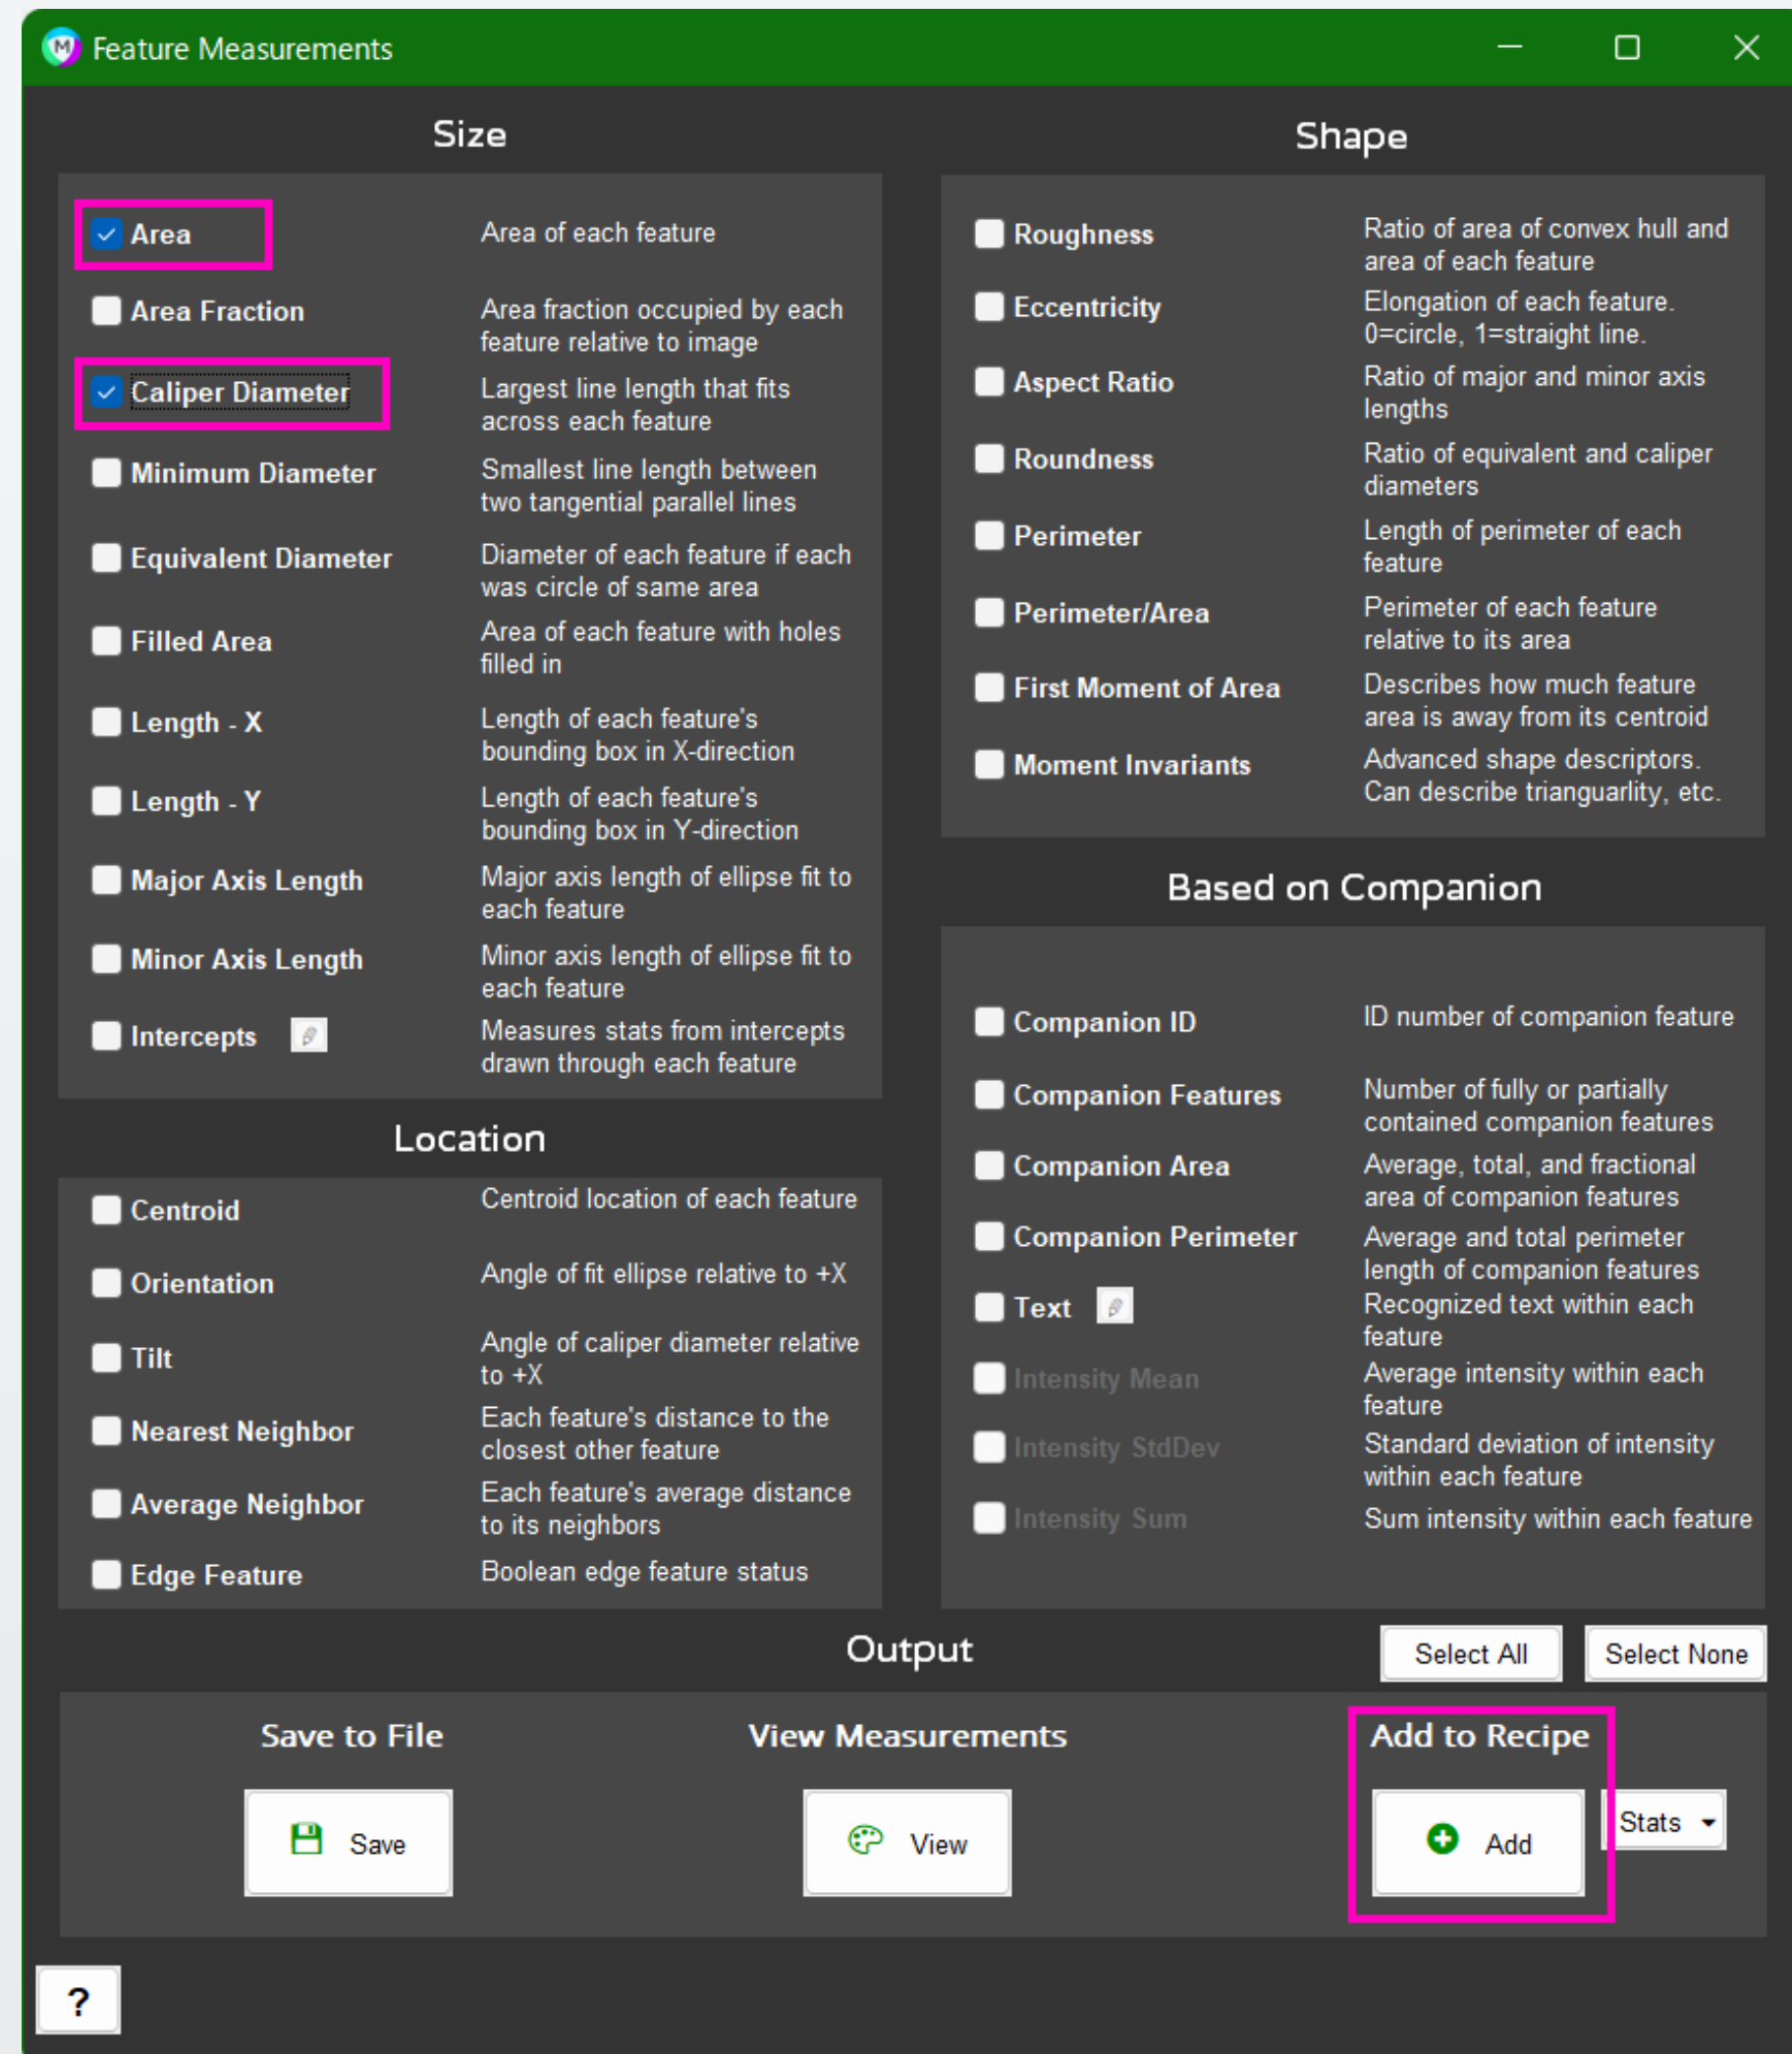 M Feature Measurements
Size
Area
Area of each feature
Area Fraction
Area fraction occupied by each
feature relative to image
Caliper Diameter
Largest line length that fits
across each feature
Minimum Diameter
Smallest line length between
two tangential parallel lines
Equivalent Diameter
Diameter of each feature if each
was circle of same area
Filled Area
Area of each feature with holes
filled in
Length - X
Length of each feature's
bounding box in X-direction
Length - Y
Length of each feature's
bounding box in Y-direction
Major Axis Length
Major axis length of ellipse fit to
each feature
Minor Axis Length
Minor axis length of ellipse fit to
each feature
Intercepts
Measures stats from intercepts
drawn through each feature
Location
Centroid
Centroid location of each feature
Orientation
Angle of fit ellipse relative to +X
Tilt
Angle of caliper diameter relative
to +X
Nearest Neighbor
Each feature's distance to the
closest other feature
Average Neighbor
Each feature's average distance
to its neighbors
Edge Feature
Boolean edge feature status
Shape
Roughness
Ratio of area of convex hull and
area of each feature
Eccentricity
Elongation of each feature.
0=circle, 1=straight line.
Aspect Ratio
Ratio of major and minor axis
lengths
Roundness
Ratio of equivalent and caliper
diameters
Perimeter
Length of perimeter of each
feature
Perimeter/Area
Perimeter of each feature
relative to its area
First Moment of Area
Describes how much feature
area is away from its centroid
Moment Invariants
Advanced shape descriptors.
Can describe trianguarlity, etc.
Based on Companion
Companion ID
ID number of companion feature
Companion Features
Number of fully or partially
contained companion features
Companion Area
Average, total, and fractional
area of companion features
Companion Perimeter
Average and total perimeter
length of companion features
Text
Recognized text within each
feature
Intensity Mean
Average intensity within each
feature
Intensity StdDev
Standard deviation of intensity
within each feature
Intensity Sum
Sum intensity within each feature
Output
Select All
Select None
Save to File
View Measurements
Add to Recipe
Save
View
Add
Stats
?